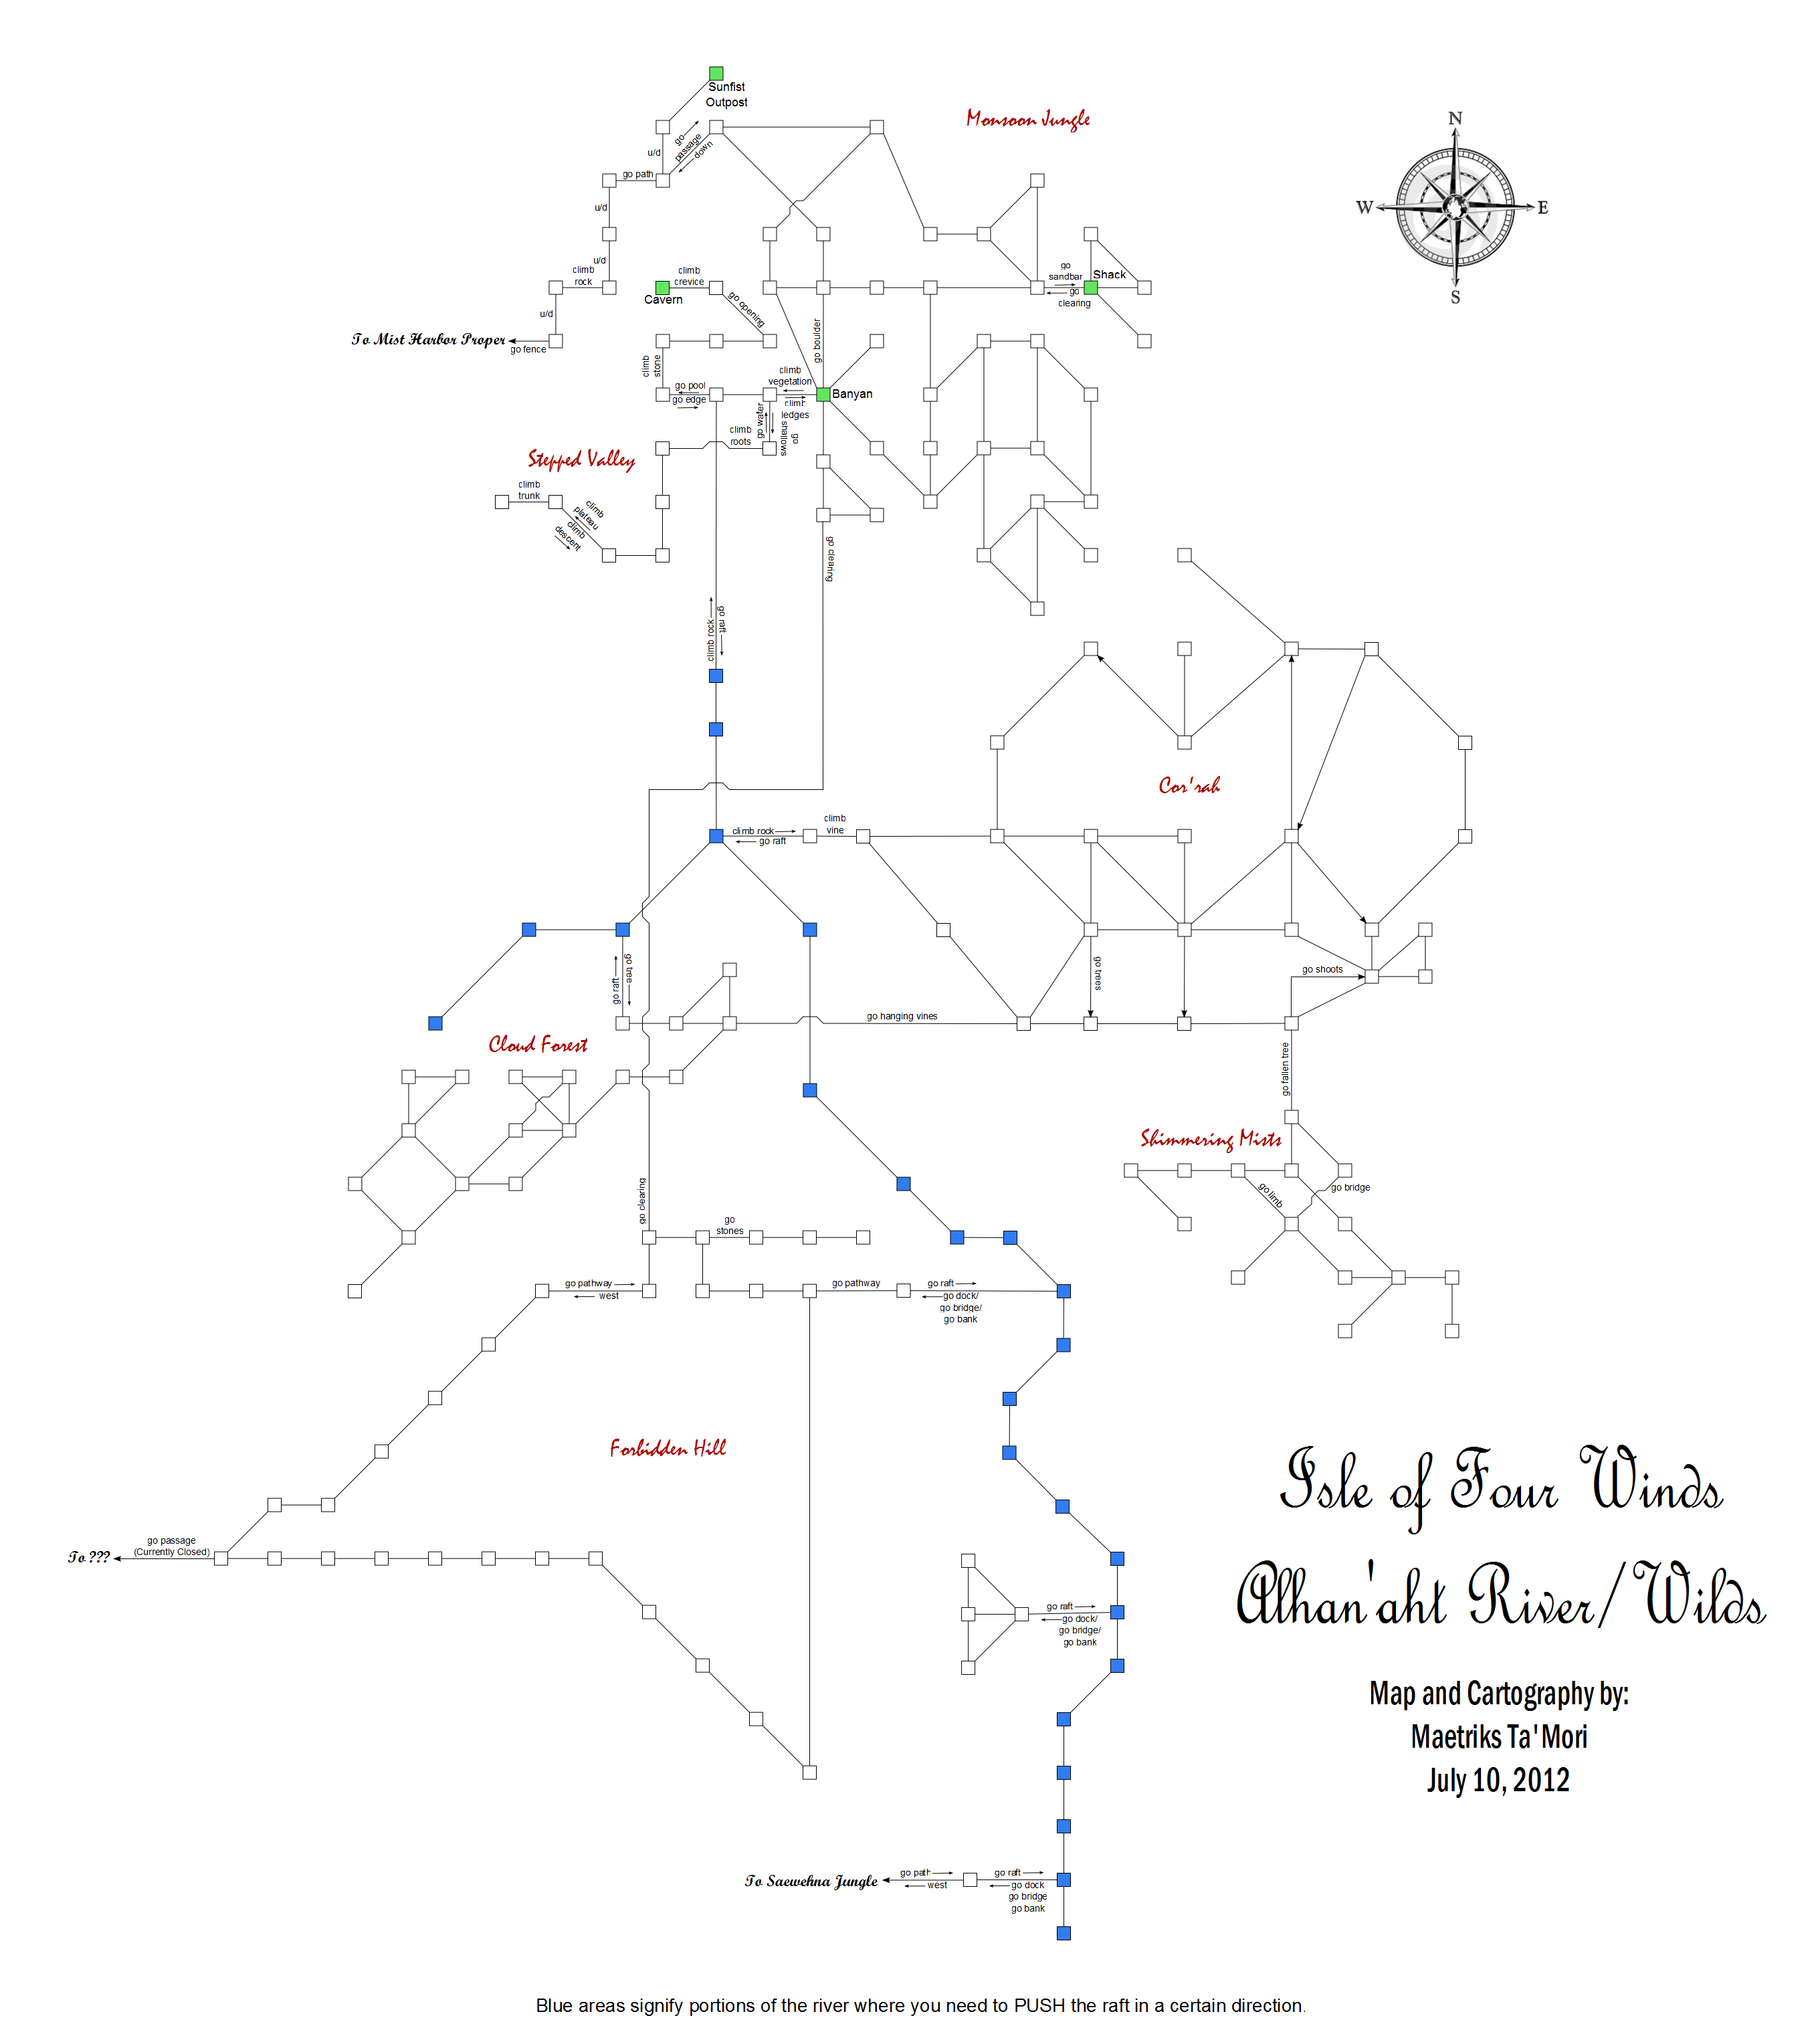 Sunfist
Outpost
Monsoon Jungle
N
u/d
go
passage
down
go path
W
E
u/d
u/d
climb
rock
S
climb
crevice
Cavern
go
sandbar
Shack
go
clearing
go opening
u/d
To Mist Harbor Proper
go fence
go boulder
climb
stone
climb
vegetation
go pool
go edge
Banyan
climb
ledges
go water
go
shallows
climb
roots
Stepped Valley
climb
trunk
climb
plateau
climb
descent
go clearing
climb rock
go raft
Cor'rah
climb rock
go raft
climb
vine
go raft
go tree
go trees
go shoots
go hanging vines
Cloud Forest
go fallen tree
Shimmering Mists
go limb
go bridge
go clearing
go
stones
go pathway
west
go pathway
go raft
go dock/
go bridge/
go bank
Forbidden Hill
Isle of Four Winds
Alhan'aht River/Wilds
go passage
(Currently Closed)
To ???
go raft
go dock/
go bridge/
go bank
Map and Cartography by:
Maetriks Ta'Mori
July 10, 2012
To Saewehna Jungle
go path
west
go raft
go dock
go bridge
go bank
Blue areas signify portions of the river where you need to PUSH the raft in a certain direction.